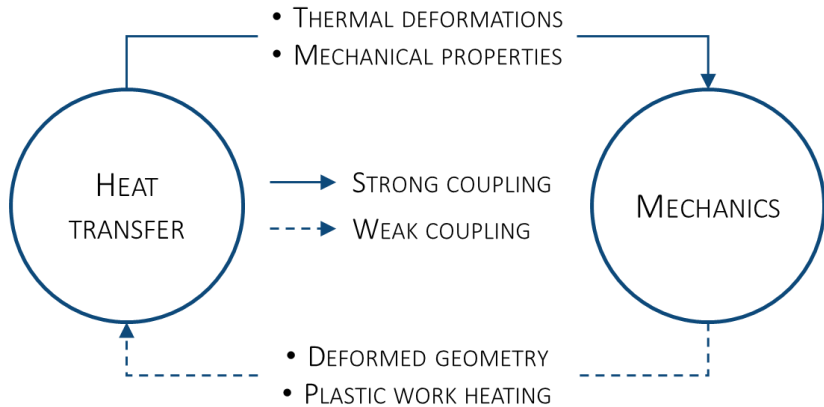 • THERMAL DEFORMATIONS
• MECHANICAL PROPERTIES
HEAT
TRANSFER
STRONG COUPLING
WEAK COUPLING
MECHANICS
• DEFORMED GEOMETRY
• PLASTIC WORK HEATING